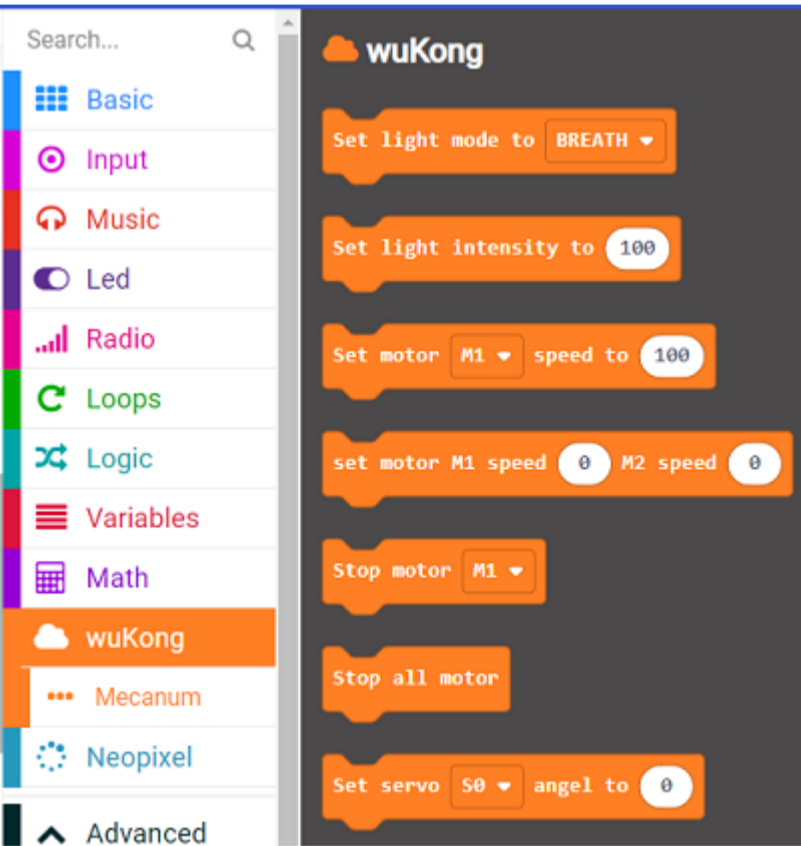 Search...
Basic
Input
Music
Led
Radio
Loops
Logic
Variables
Math
wuKong
Mecanum
Neopixel
Advanced
wuKong
Set light mode to BREATH
Set light intensity to 100
Set motor M1 speed to 100
set motor M1 speed 0 M2 speed 0
Stop motor M1
Stop all motor
Set servo S0 angel to 0